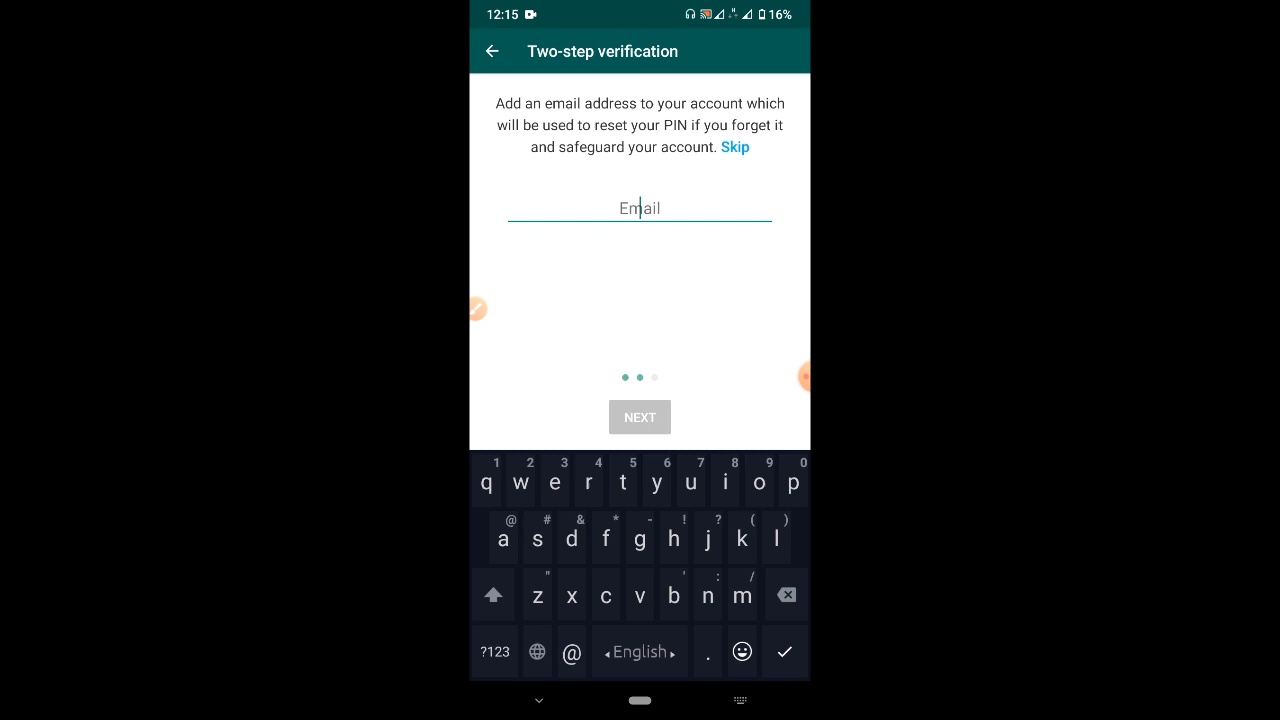 12:15 16%
Two-step verification
Add an email address to your account which
will be used to reset your PIN if you forget it
and safeguard your account. Skip
Email
NEXT
1 2 3 4 5 6 7 8 9 0
q w e r t y u i o p
@ # & * - ! ? ( )
a s d f g h j k l
" ' : /
z x c v b n m
?123 @ English .